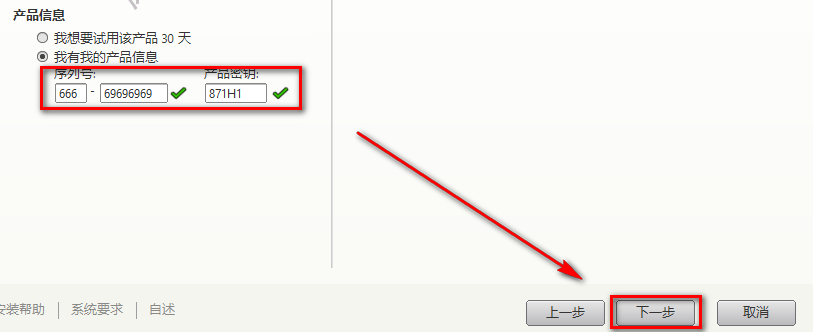 产品信息
我想要试用该产品 30 天
我有我的产品信息
序列号: 产品密钥:
666 - 69696969 871H1
安装帮助 系统要求 自述 上一步 下一步 取消